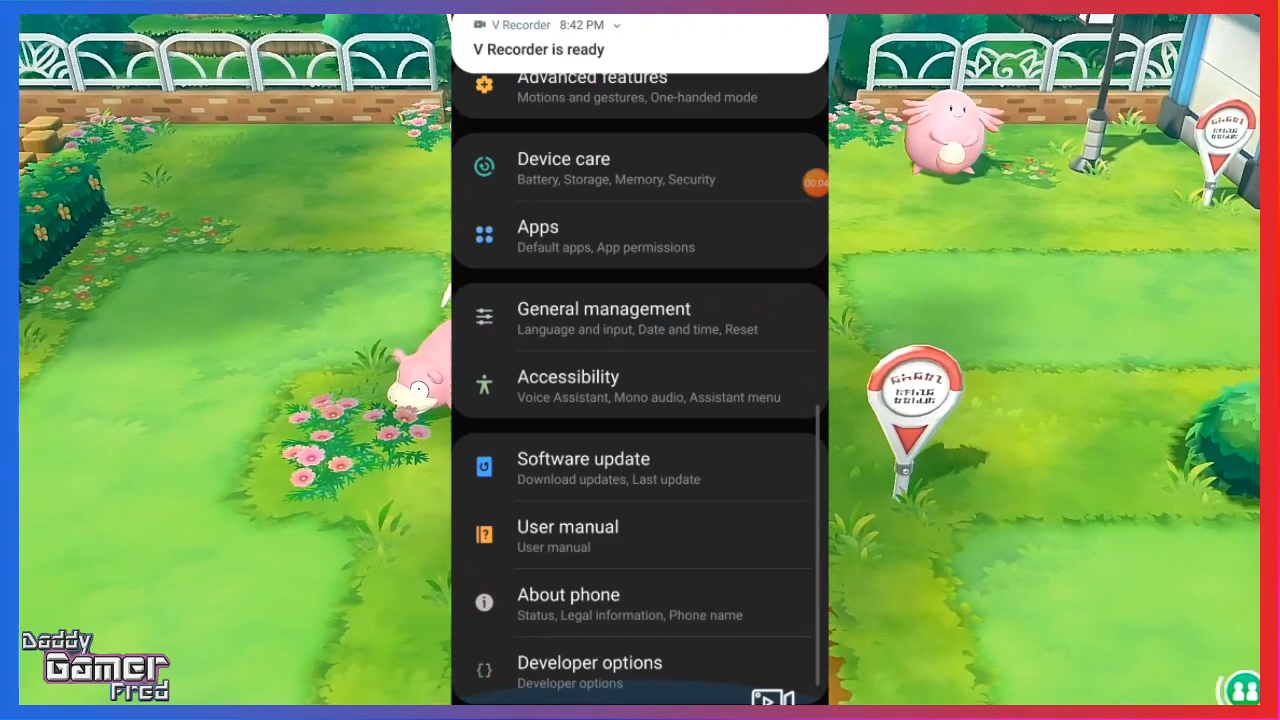 V Recorder 8:42 PM
V Recorder is ready
Advanced features
Motions and gestures, One-handed mode
Device care
Battery, Storage, Memory, Security
00:04
Apps
Default apps, App permissions
General management
Language and input, Date and time, Reset
Accessibility
Voice Assistant, Mono audio, Assistant menu
Software update
Download updates, Last update
User manual
User manual
About phone
Status, Legal information, Phone name
Developer options
Developer options
Daddy
Gamer
Fred